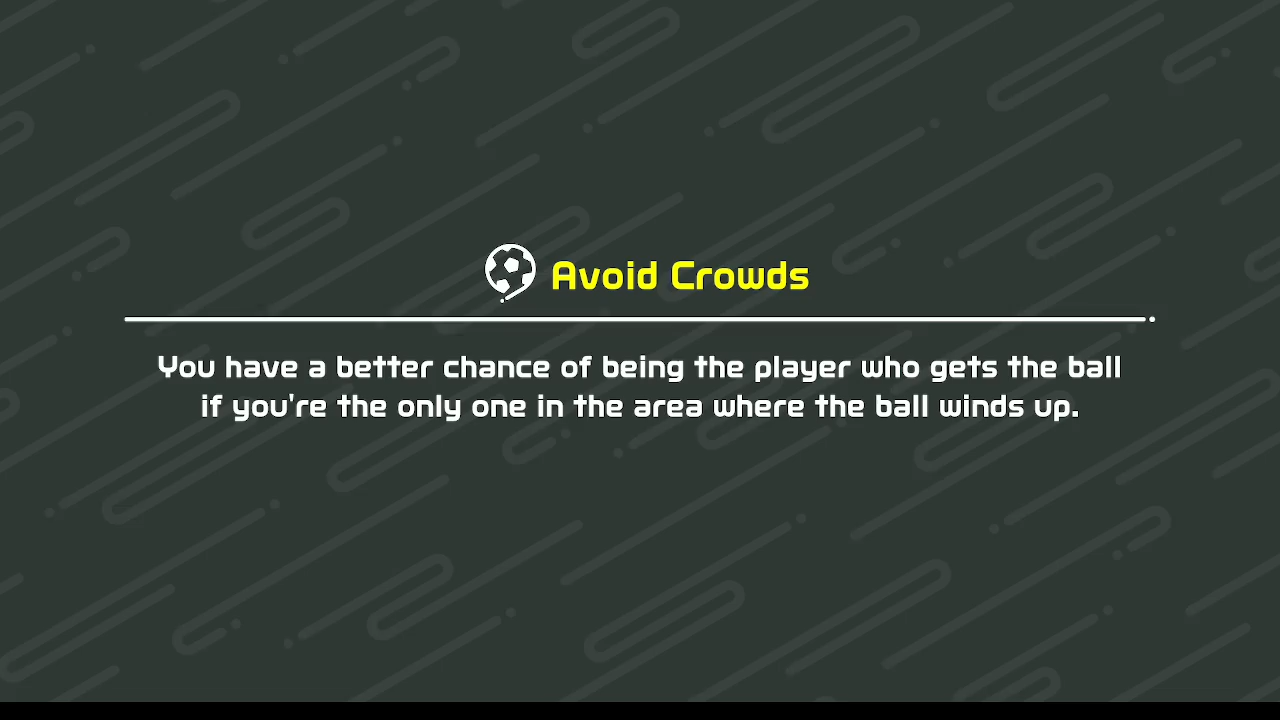 Avoid Crowds
You have a better chance of being the player who gets the ball
if you're the only one in the area where the ball winds up.